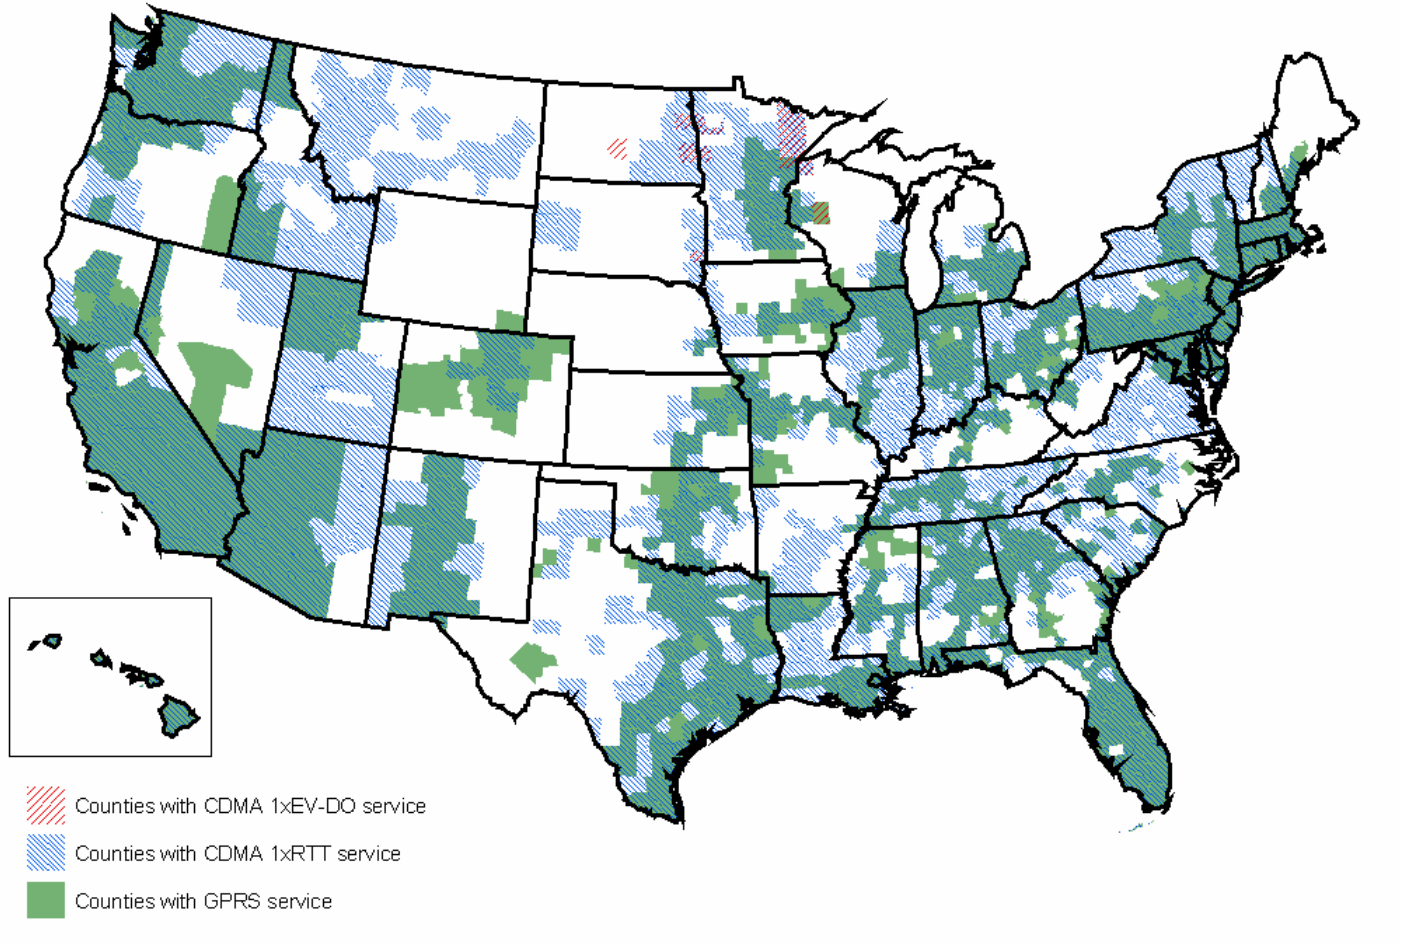 Counties with CDMA 1xEV-DO service
Counties with CDMA 1xRTT service
Counties with GPRS service